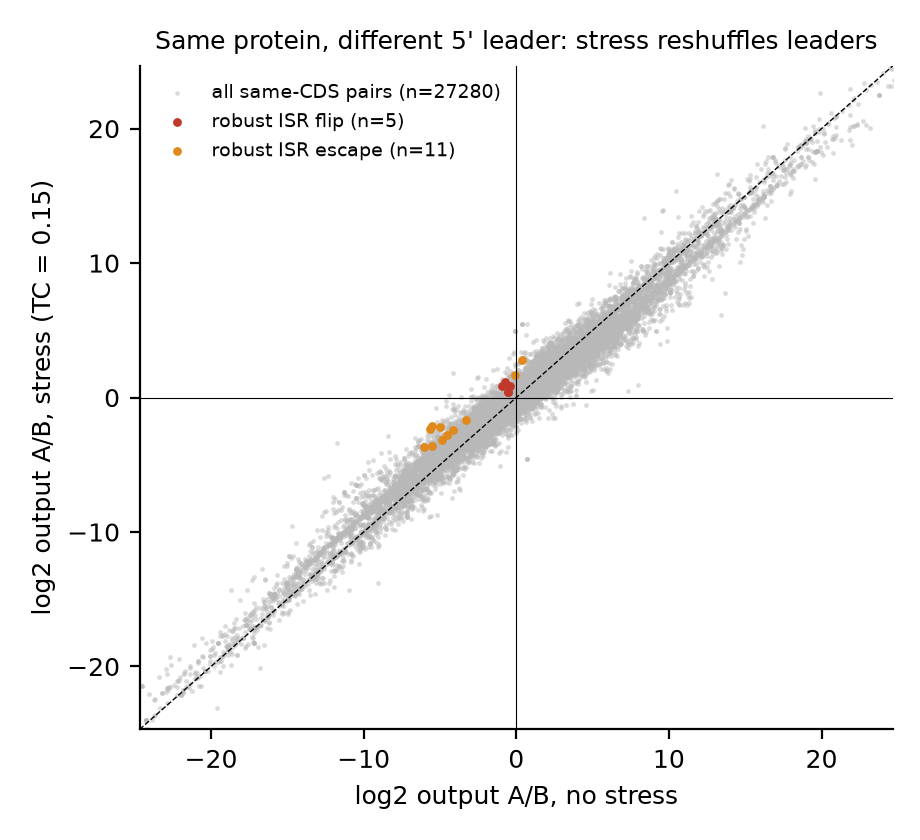 Same protein, different 5' leader: stress reshuffles leaders
all same-CDS pairs (n=27280)
robust ISR flip (n=5)
robust ISR escape (n=11)
log2 output A/B, stress (TC = 0.15)
20
10
0
−10
−20
−20
−10
0
10
20
log2 output A/B, no stress